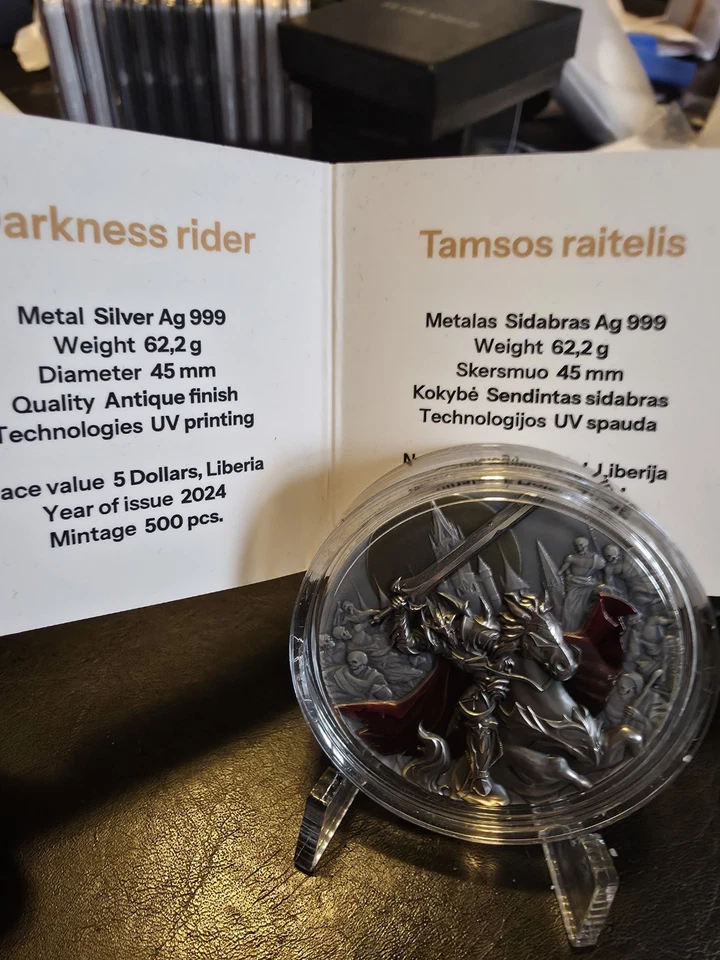 arkness rider
Metal Silver Ag 999
Weight 62,2 g
Diameter 45 mm
Quality Antique finish
Technologies UV printing
ace value 5 Dollars, Liberia
Year of issue 2024
Mintage 500 pcs.
Tamsos raitelis
Metalas Sidabras Ag 999
Weight 62,2 g
Skersmuo 45 mm
Kokybė Sendintas sidabras
Technologijos UV spauda
Liberija